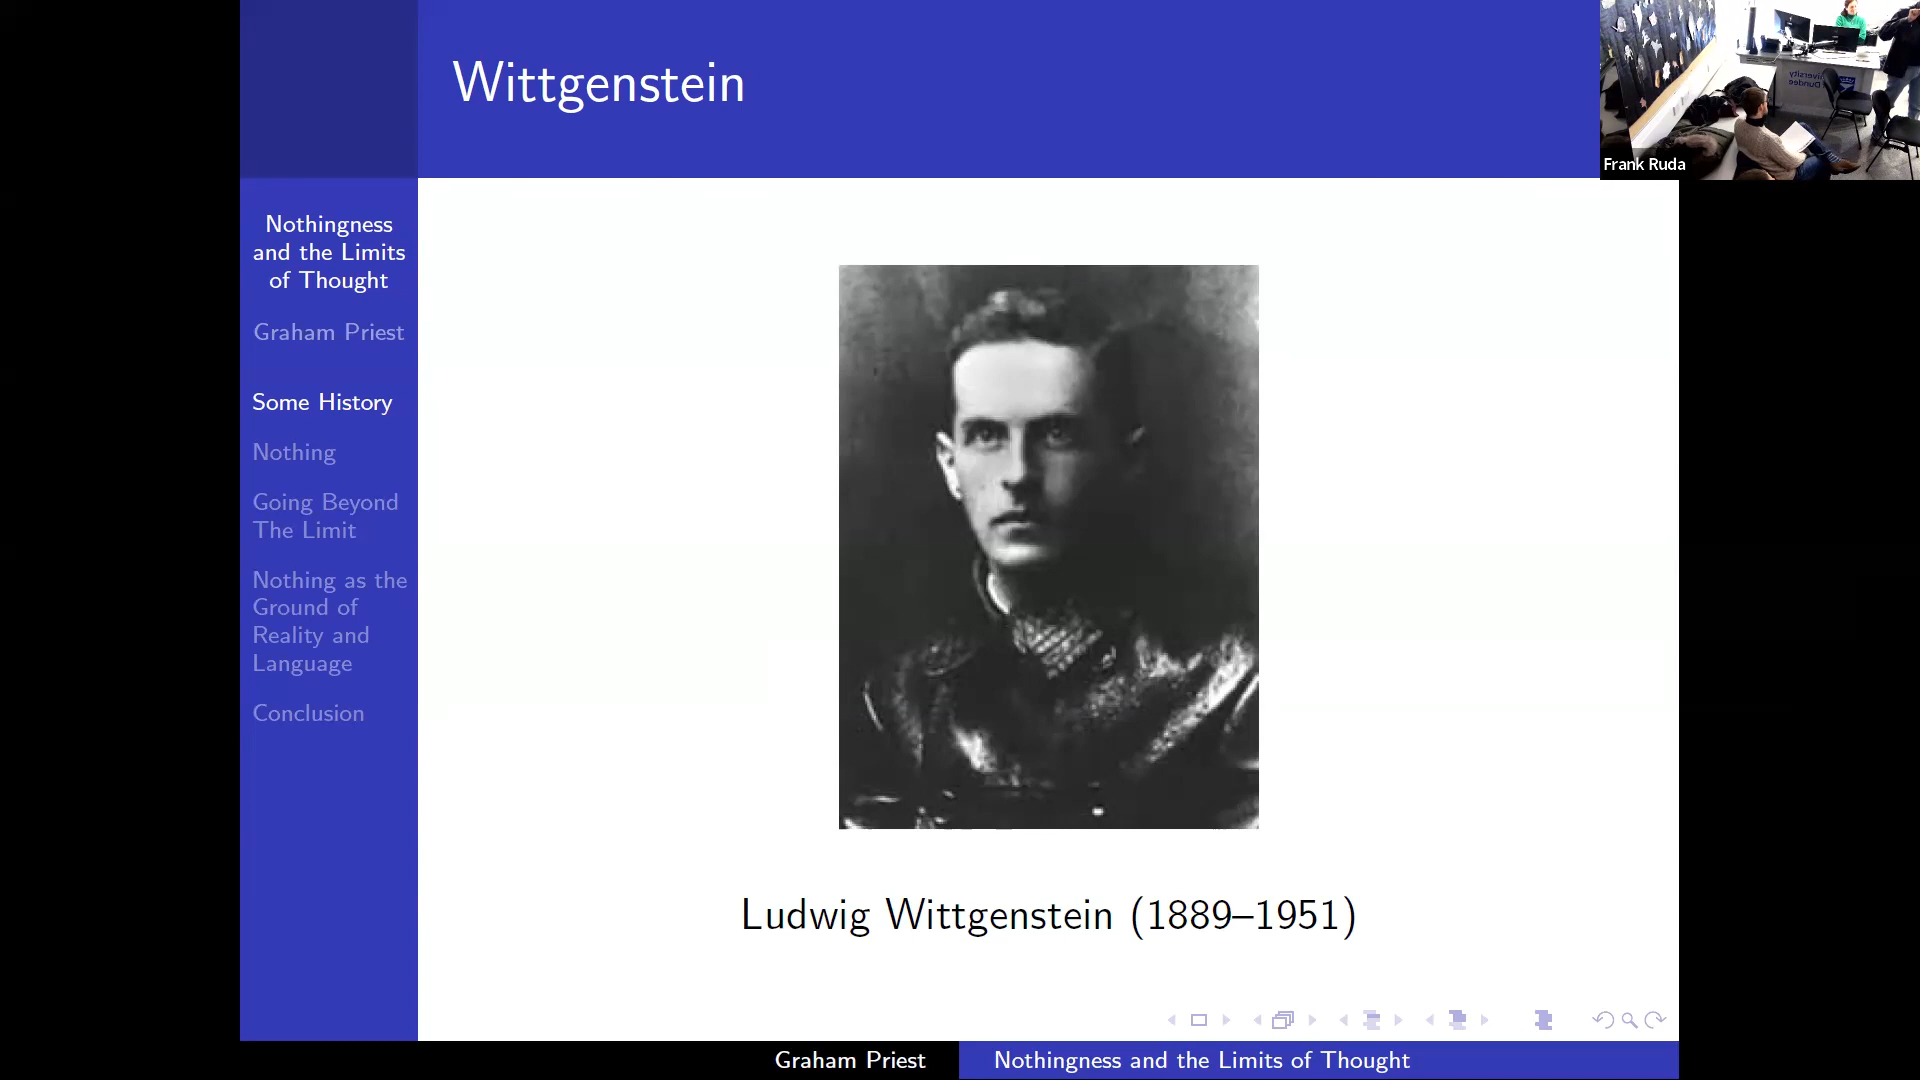 Wittgenstein
Frank Ruda
Nothingness
and the Limits
of Thought
Graham Priest
Some History
Nothing
Going Beyond
The Limit
Nothing as the
Ground of
Reality and
Language
Conclusion
Ludwig Wittgenstein (1889–1951)
Graham Priest
Nothingness and the Limits of Thought